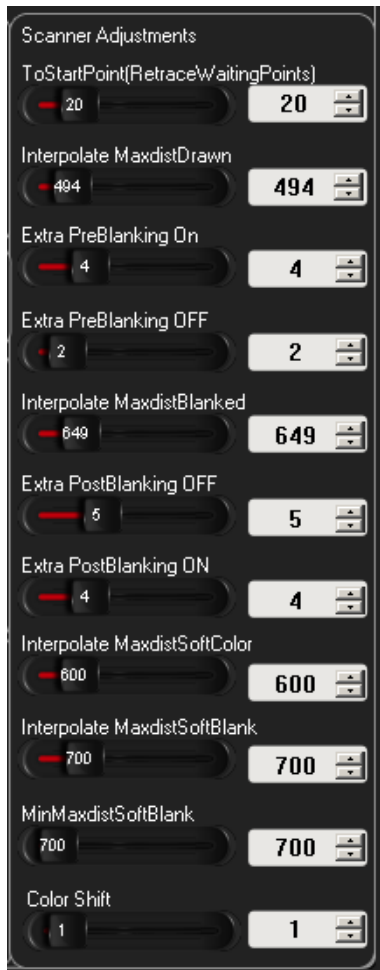 Scanner Adjustments
ToStartPoint(RetraceWaitingPoints)
20 20
Interpolate MaxdistDrawn
494 494
Extra PreBlanking On
4 4
Extra PreBlanking OFF
2 2
Interpolate MaxdistBlanked
649 649
Extra PostBlanking OFF
5 5
Extra PostBlanking ON
4 4
Interpolate MaxdistSoftColor
600 600
Interpolate MaxdistSoftBlank
700 700
MinMaxdistSoftBlank
700 700
Color Shift
1 1